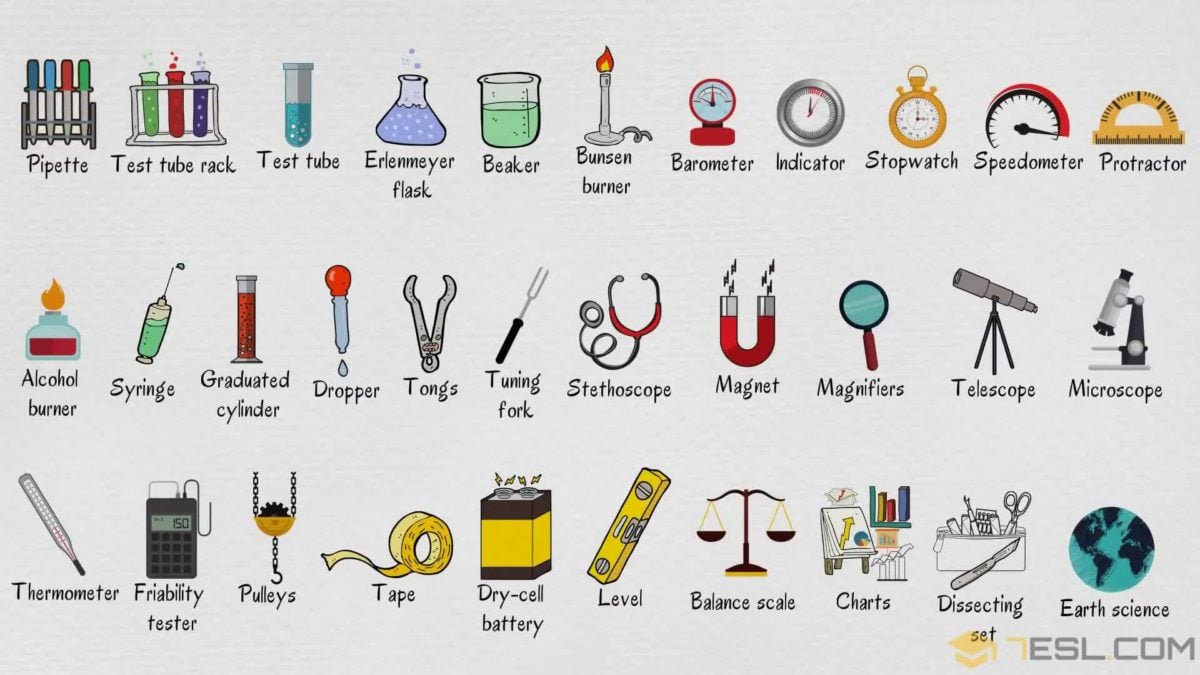 Pipette
Test tube rack
Test tube
Erlenmeyer
flask
Beaker
Bunsen
burner
Barometer
Indicator
Stopwatch
Speedometer
Protractor
Alcohol
burner
Syringe
Graduated
cylinder
Dropper
Tongs
Tuning
fork
Stethoscope
Magnet
Magnifiers
Telescope
Microscope
150
Thermometer
Friability
tester
Pulleys
Tape
Dry-cell
battery
Level
Balance scale
Charts
Dissecting
set
Earth science
7ESL.COM